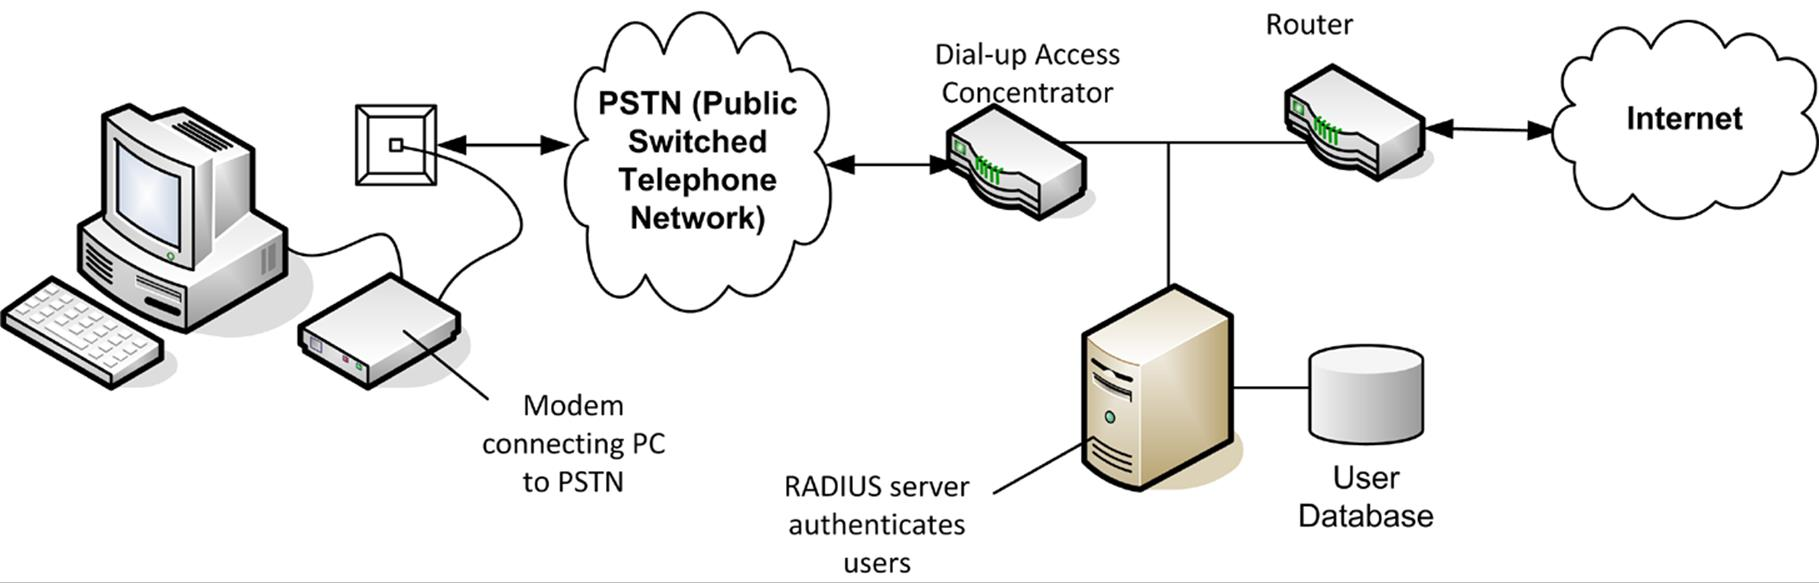 Router
Dial-up Access
Concentrator
PSTN (Public
Switched
Telephone
Network)
Internet
Modem
connecting PC
to PSTN
RADIUS server
authenticates
users
User
Database